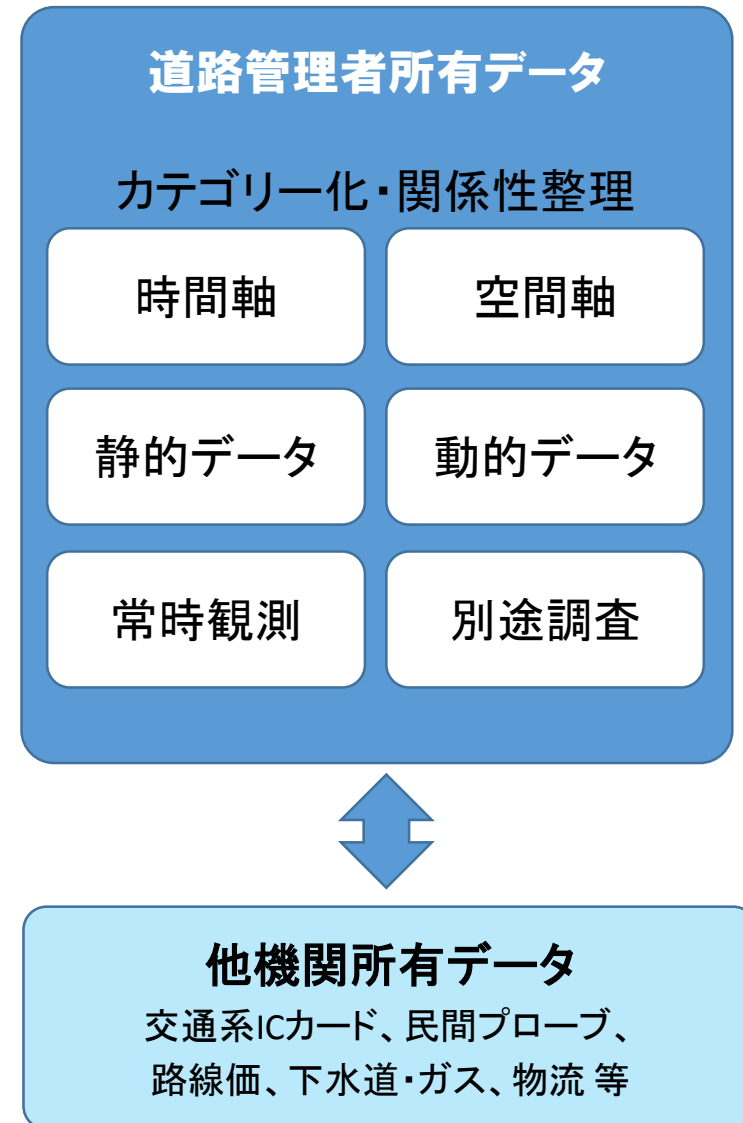 道路管理者所有データ
カテゴリー化・関係性整理
時間軸
空間軸
静的データ
動的データ
常時観測
別途調査
他機関所有データ
交通系ICカード、民間プローブ、
路線価、下水道・ガス、物流 等